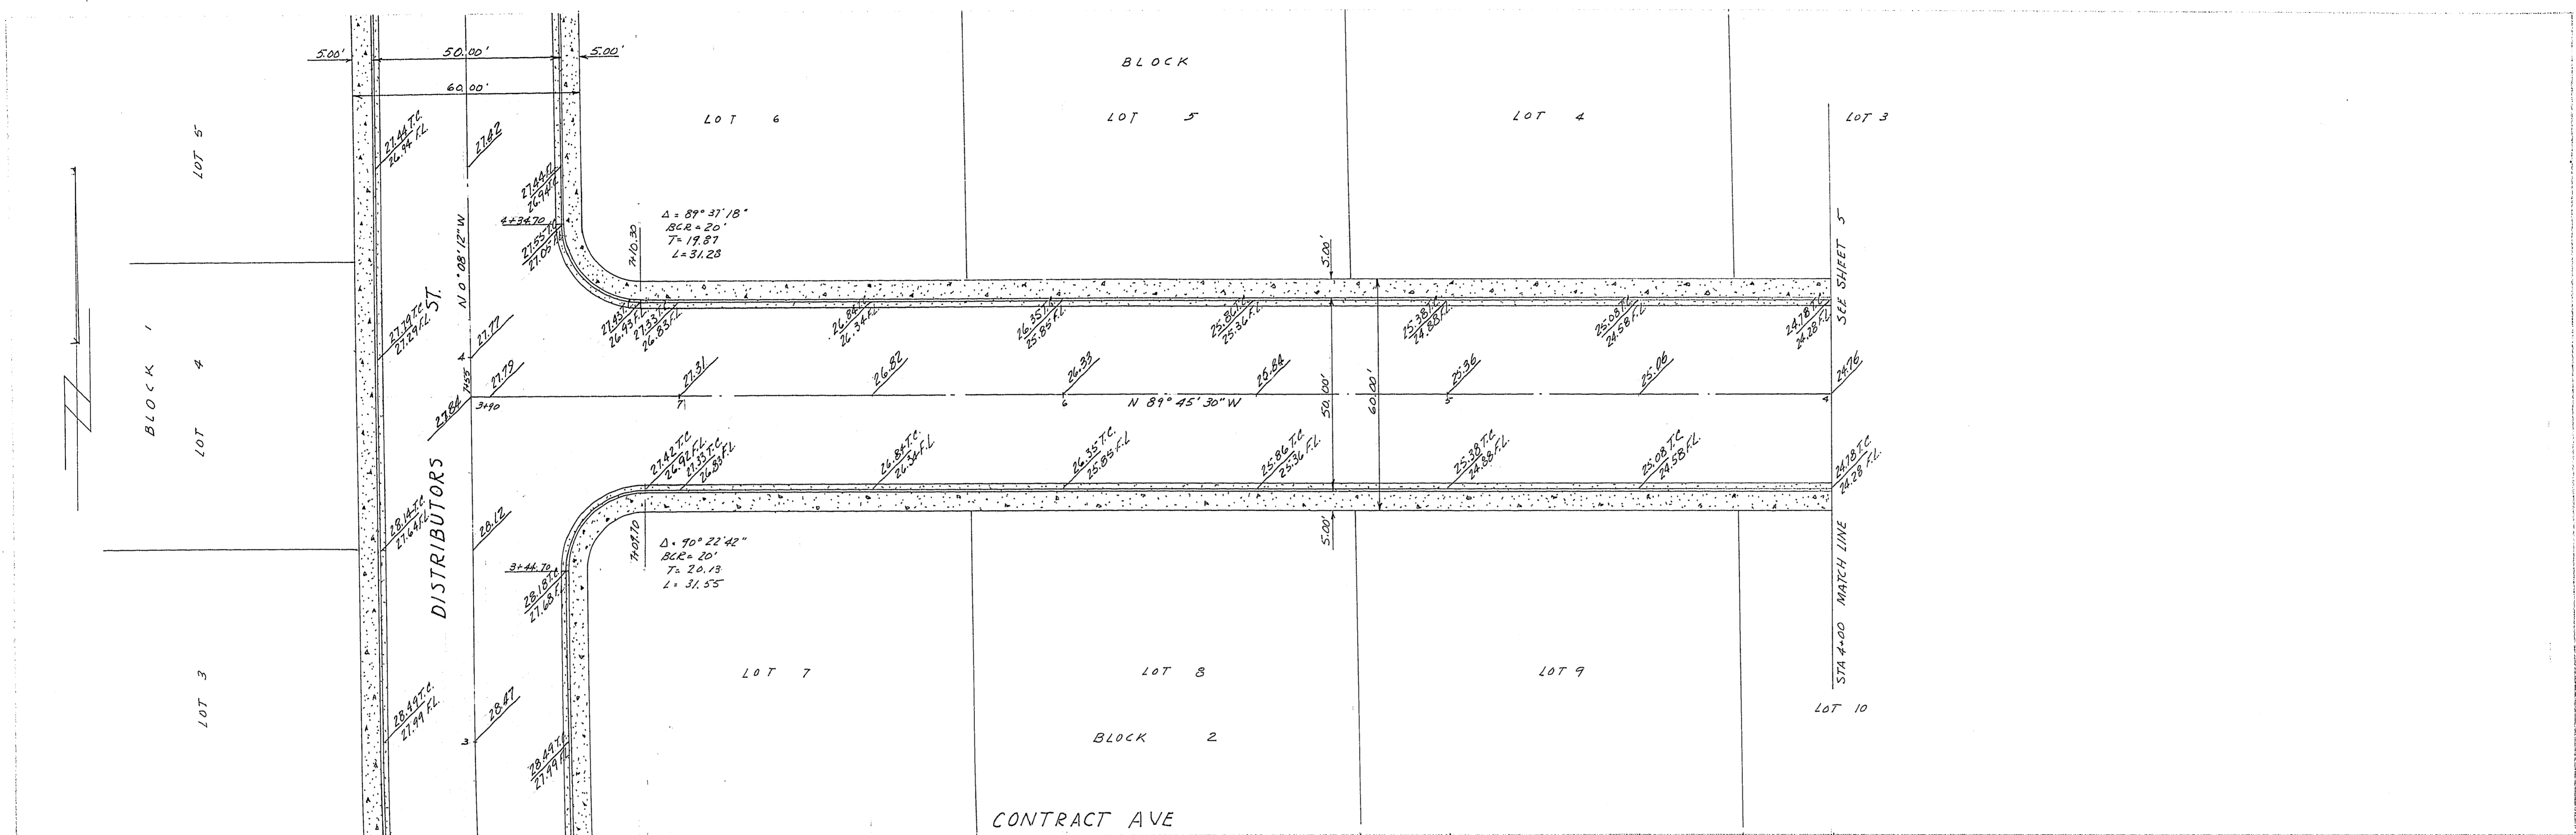 5.00'
50.00'
5.00'
60.00'
BLOCK
LOT 5
LOT 6
LOT 5
LOT 4
LOT 3
27.44 T.C.
26.94 F.L.
27.42
27.44 T.
26.94 F.L.
4+34.70
27.55 T.C.
27.05 F.L.
N 0° 08' 12" W
Δ = 89° 37' 18"
BCR = 20'
T = 19.87
L = 31.28
7+10.30
5.00'
SEE SHEET 5
27.79 T.C.
27.29 F.L.
ST.
27.77
4
27.43 T.C.
26.93 F.L.
27.33 T.C.
26.83 F.L.
26.84 T.C.
26.34 F.L.
26.35 T.C.
25.85 F.L.
25.86 T.C.
25.36 F.L.
25.38 T.C.
24.88 F.L.
25.08 T.C.
24.58 F.L.
24.78 T.C.
24.28 F.L.
BLOCK 1
LOT 4
7+55
27.79
27.84
3+90
27.31
7
26.82
26.33
6
N 89° 45' 30" W
25.84
50.00'
60.00'
25.36
5
25.06
24.76
4
DISTRIBUTORS
28.14 T.C.
27.64 F.L.
28.12
27.42 T.C.
26.92 F.L.
27.33 T.C.
26.83 F.L.
26.84 T.C.
26.34 F.L.
26.35 T.C.
25.85 F.L.
25.86 T.C.
25.36 F.L.
25.38 T.C.
24.88 F.L.
25.08 T.C.
24.58 F.L.
24.78 T.C.
24.28 F.L.
3+44.70
28.18 T.C.
27.68 F.L.
7+09.70
Δ = 90° 22' 42"
BCR = 20'
T = 20.13
L = 31.55
5.00'
STA 4+00 MATCH LINE
LOT 3
28.49 T.C.
27.99 F.L.
28.47
3
28.49 T.C.
27.99 F.L.
LOT 7
LOT 8
LOT 9
LOT 10
BLOCK 2
CONTRACT AVE